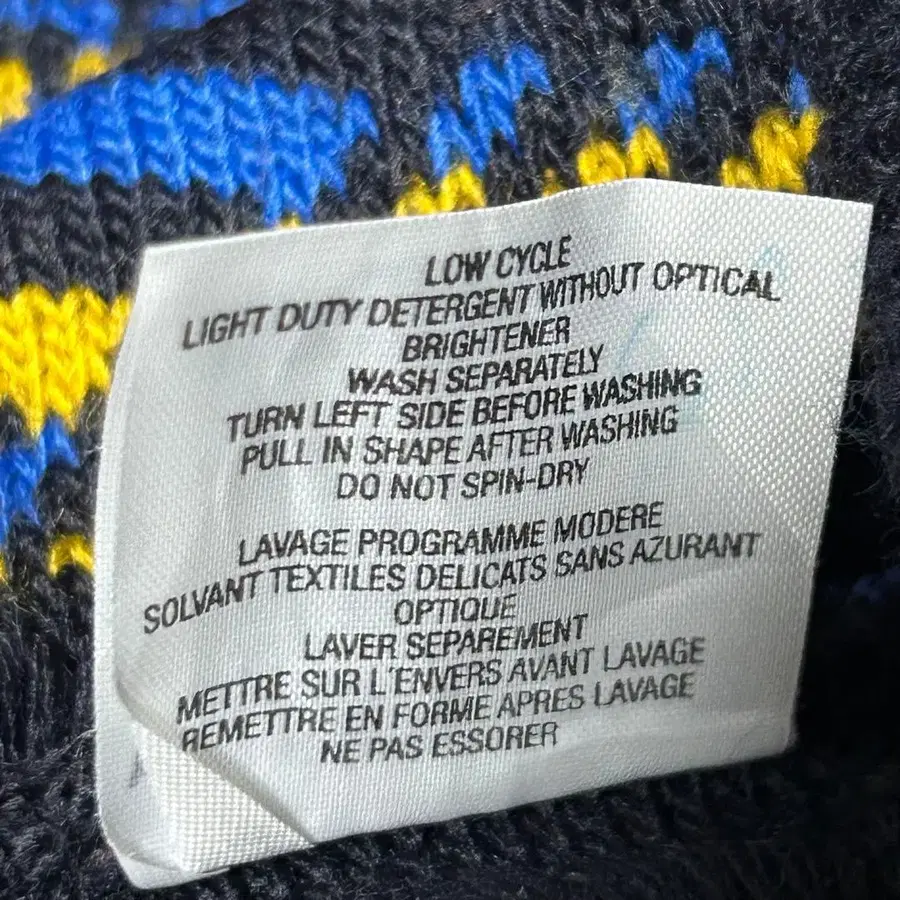 LOW CYCLE
LIGHT DUTY DETERGENT WITHOUT OPTICAL
BRIGHTENER
WASH SEPARATELY
TURN LEFT SIDE BEFORE WASHING
PULL IN SHAPE AFTER WASHING
DO NOT SPIN-DRY
LAVAGE PROGRAMME MODERE
SOLVANT TEXTILES DELICATS SANS AZURANT
OPTIQUE
LAVER SEPAREMENT
METTRE SUR L'ENVERS AVANT LAVAGE
REMETTRE EN FORME APRES LAVAGE
NE PAS ESSORER